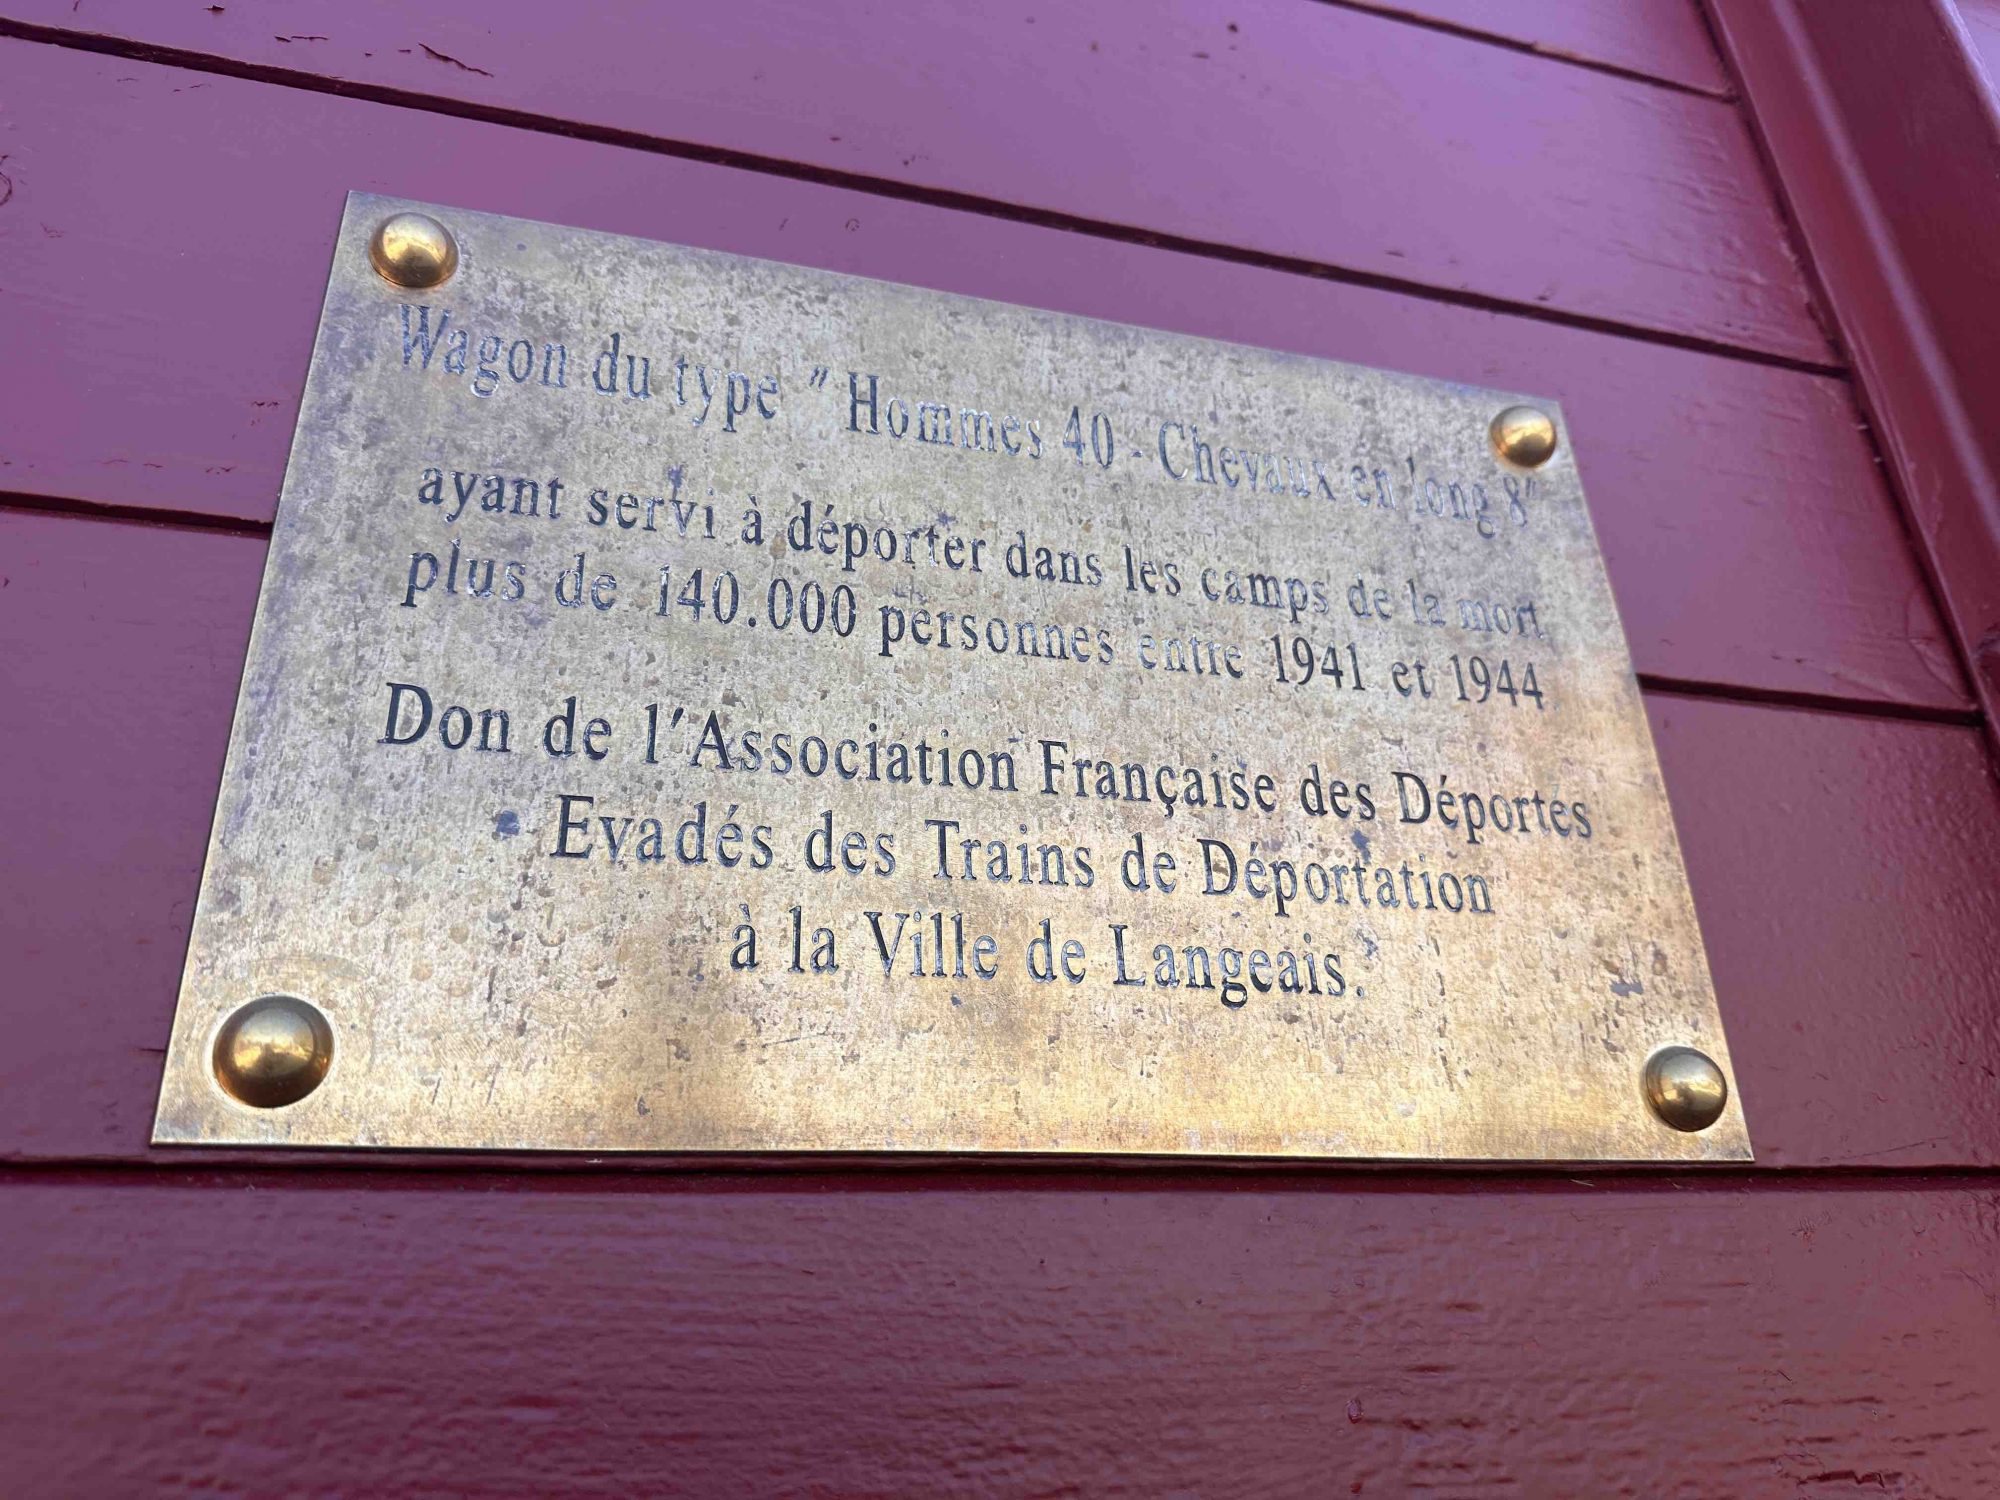 Wagon du type "Hommes 40 - Chevaux en long 8"
ayant servi à déporter dans les camps de la mort
plus de 140.000 personnes entre 1941 et 1944.
Don de l'Association Française des Déportés
Evadés des Trains de Déportation
à la Ville de Langeais.